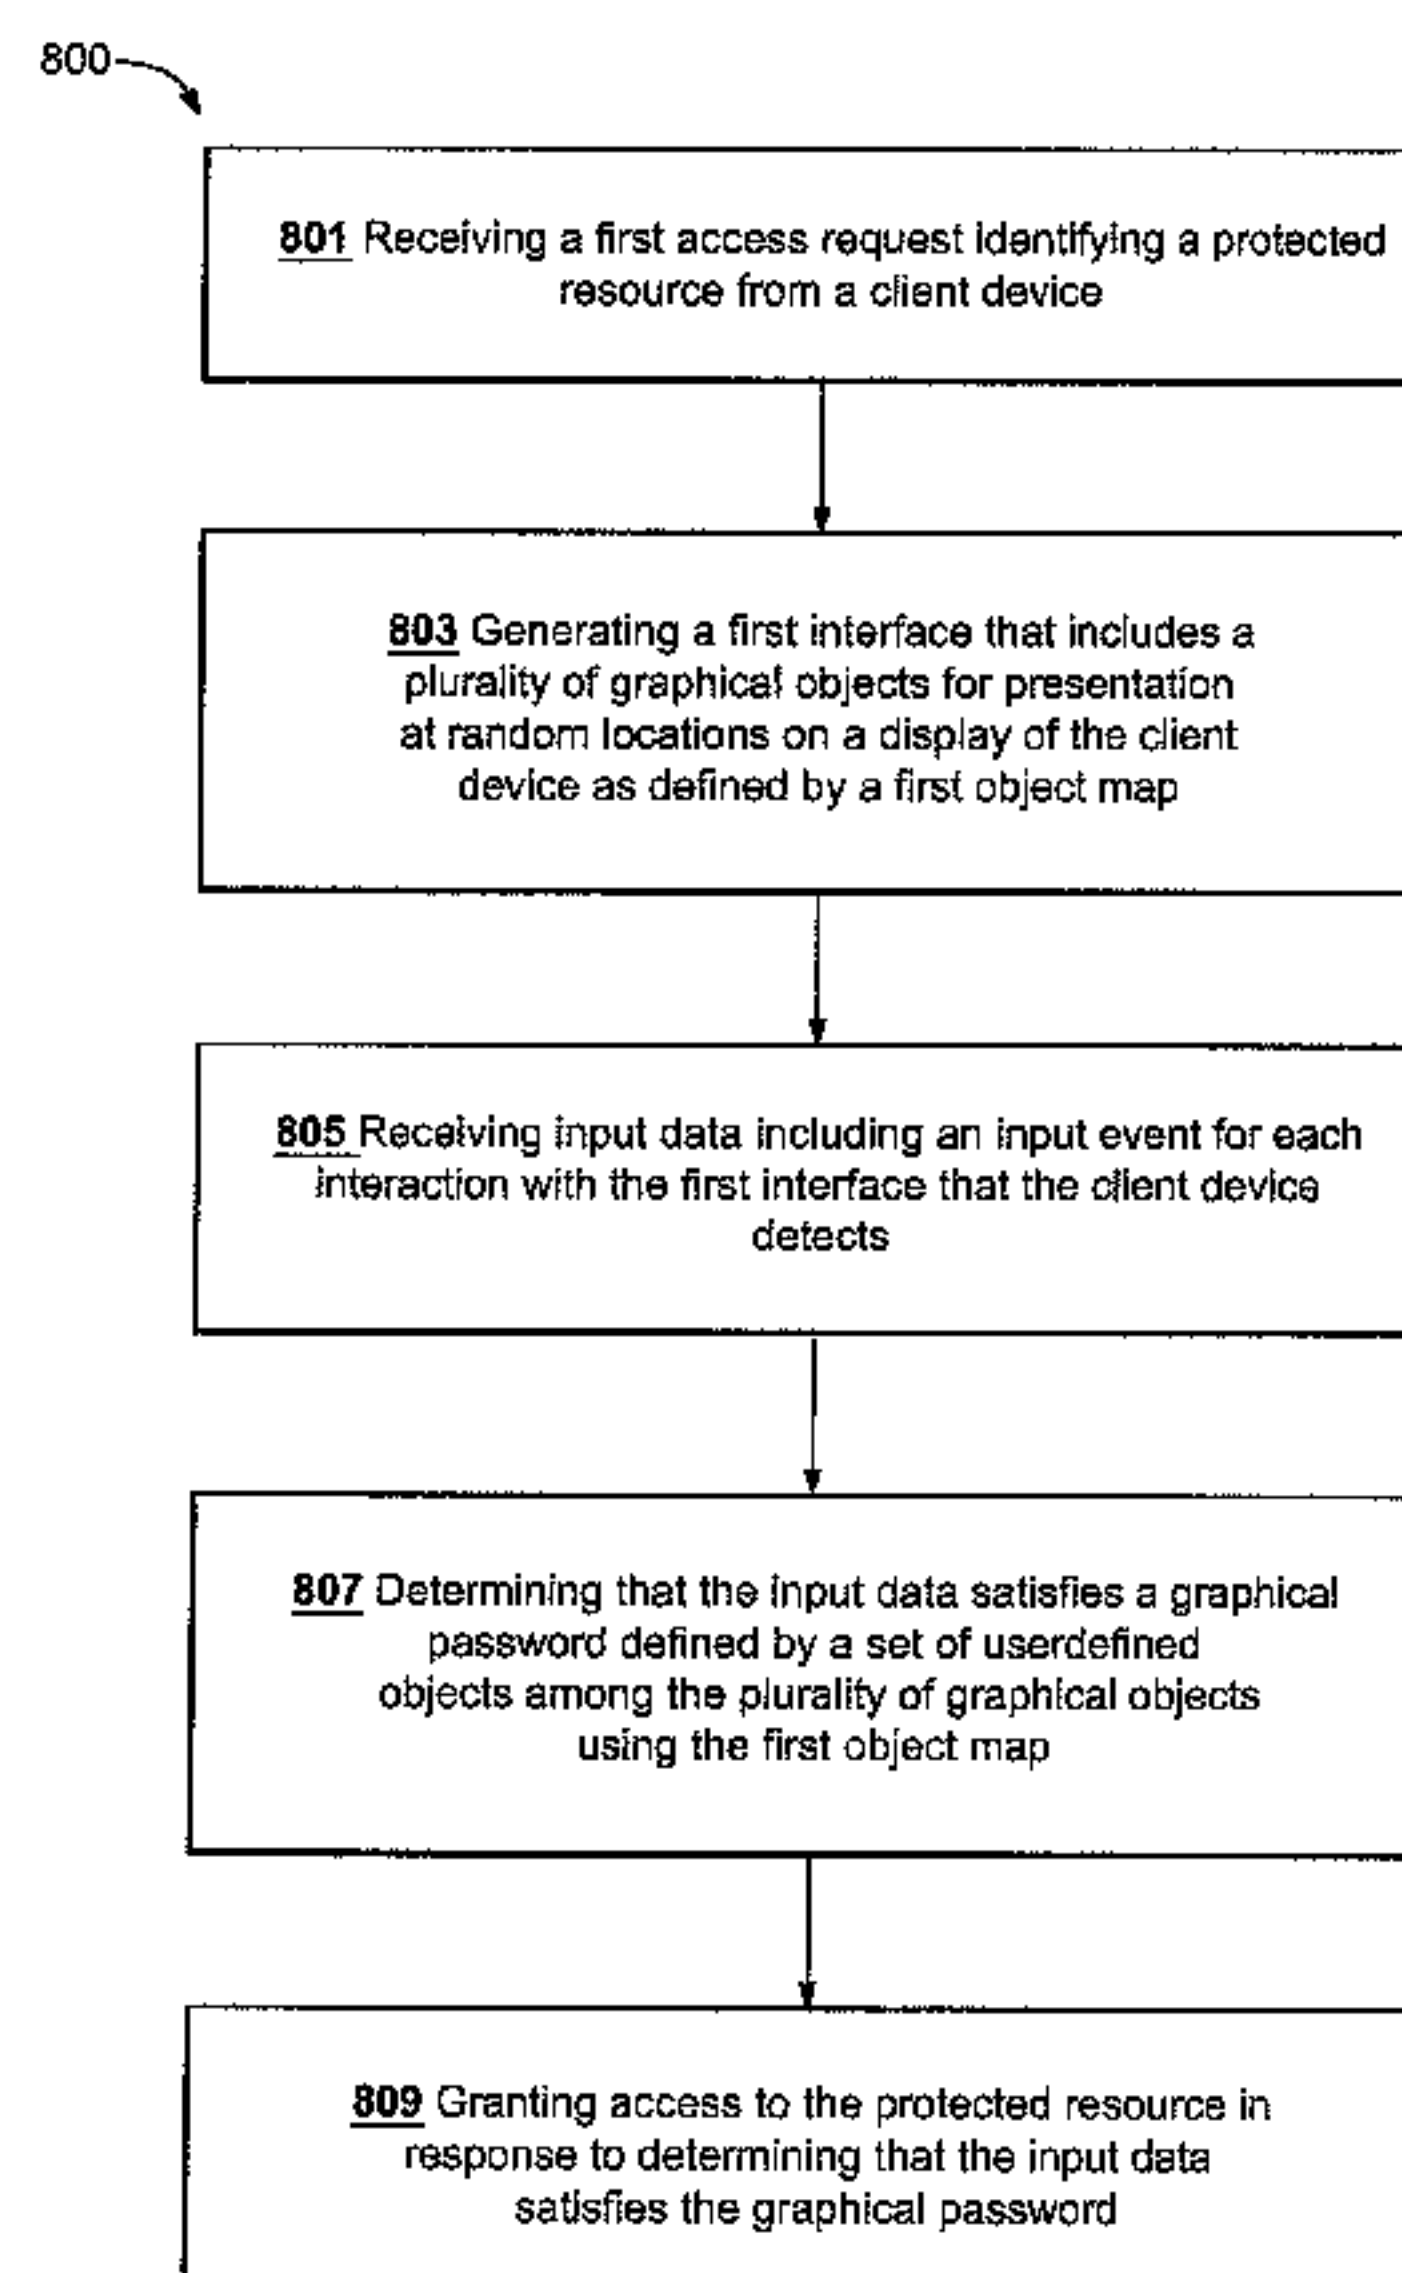 800
801 Receiving a first access request identifying a protected
resource from a client device
803 Generating a first interface that includes a
plurality of graphical objects for presentation
at random locations on a display of the client
device as defined by a first object map
805 Receiving input data including an input event for each
interaction with the first interface that the client device
detects
807 Determining that the input data satisfies a graphical
password defined by a set of userdefined
objects among the plurality of graphical objects
using the first object map
809 Granting access to the protected resource in
response to determining that the input data
satisfies the graphical password